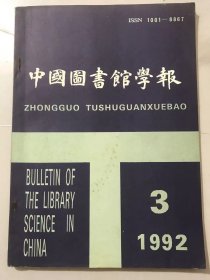 ISSN 1001-8867
中國圖書館學報
ZHONGGUO TUSHUGUANXUEBAO
BULLETIN OF
THE LIBRARY
SCIENCE IN
CHINA
3
1992